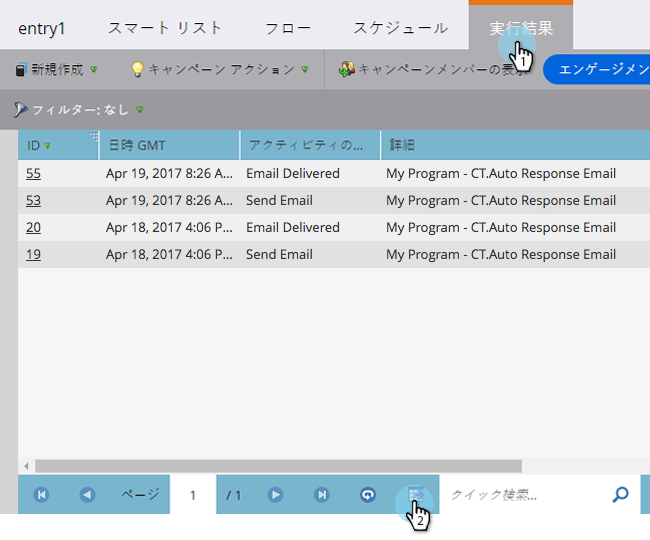 entry1 スマート リスト フロー スケジュール 実行結果
1
新規作成 キャンペーン アクション キャンペーンメンバーの表示 エンゲージメン
フィルター: なし
ID 日時 GMT アクティビティの... 詳細
55 Apr 19, 2017 8:26 A... Email Delivered My Program - CT.Auto Response Email
53 Apr 19, 2017 8:26 A... Send Email My Program - CT.Auto Response Email
20 Apr 18, 2017 4:06 P... Email Delivered My Program - CT.Auto Response Email
19 Apr 18, 2017 4:06 P... Send Email My Program - CT.Auto Response Email
ページ 1 / 1 クイック検索...
2